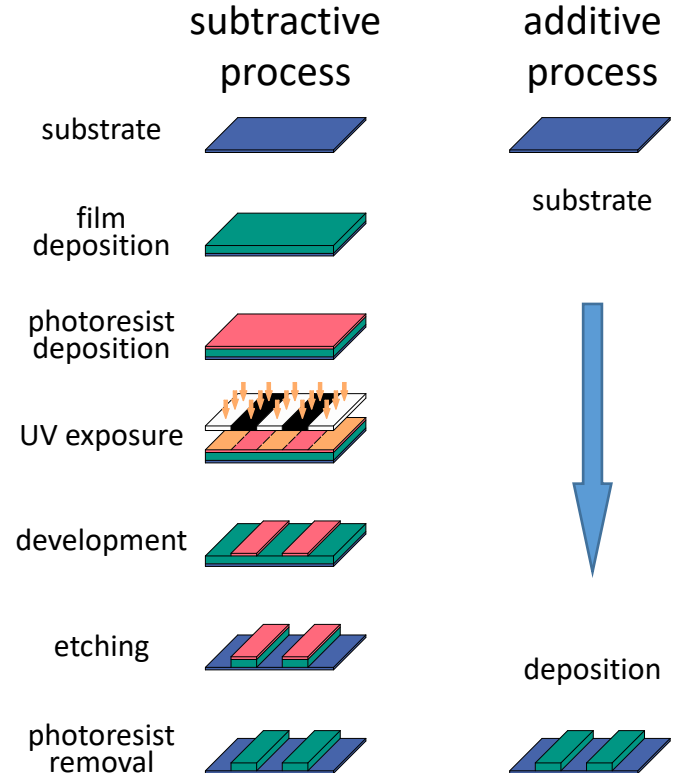 subtractive
process
additive
process
substrate
substrate
film
deposition
photoresist
deposition
UV exposure
development
etching
deposition
photoresist
removal